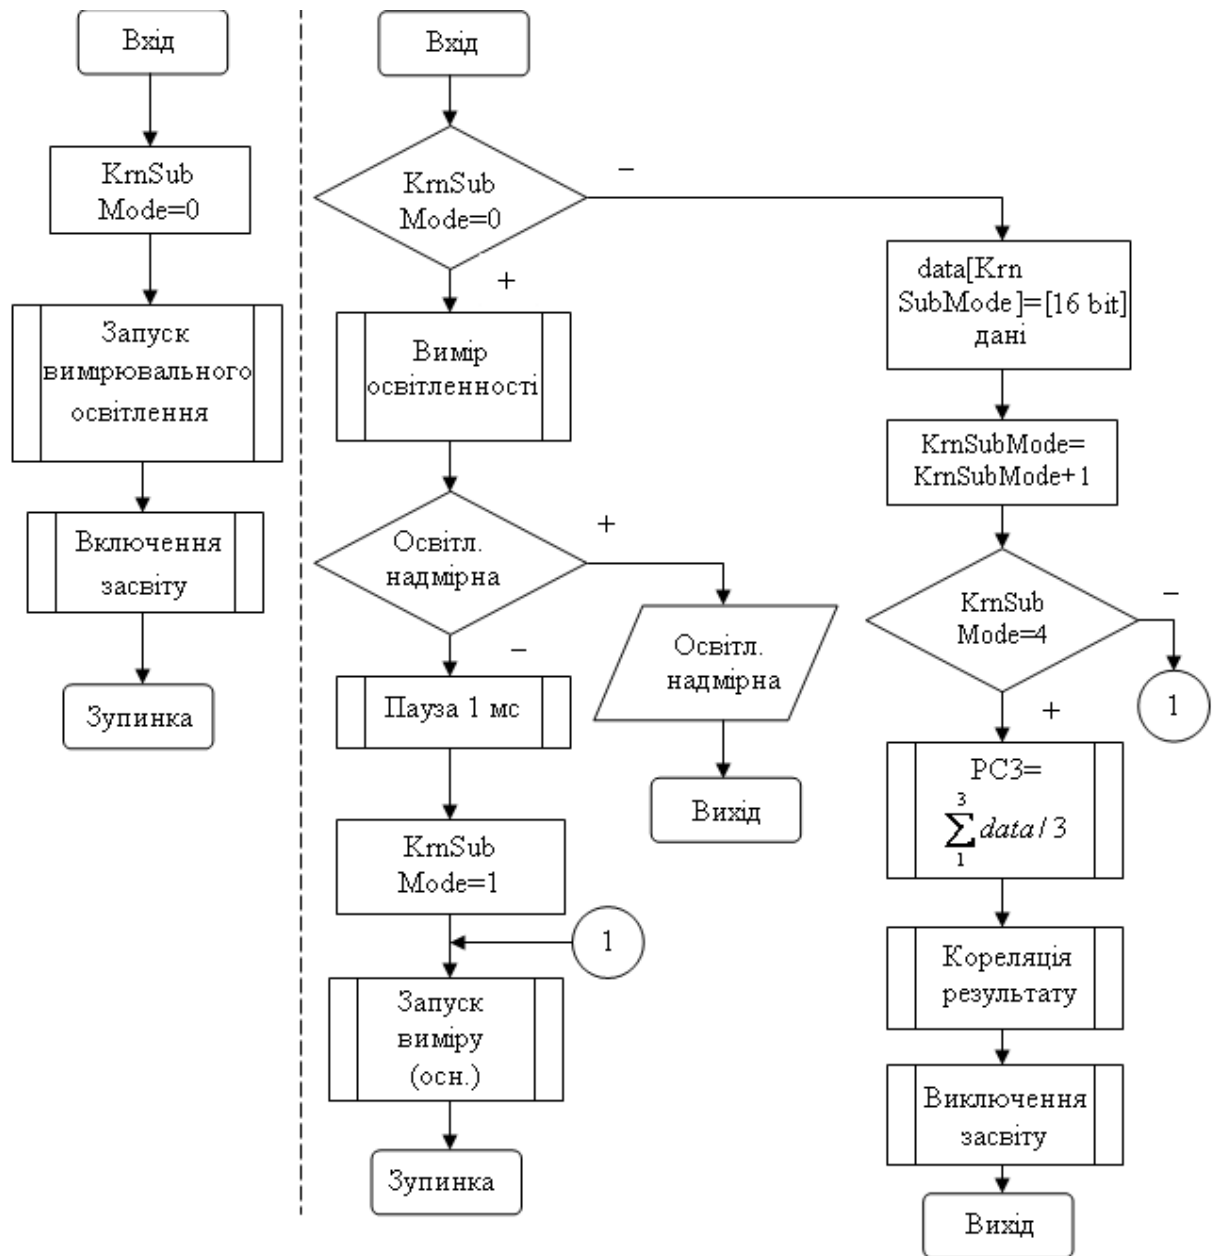 Вхід
KrnSub
Mode=0
Запуск
вимірювального
освітлення
Включення
засвіту
Зупинка
Вхід
KrnSub
Mode=0
–
+
Вимір
освітленності
Освітл.
надмірна
+
–
Освітл.
надмірна
Вихід
Пауза 1 мс
KrnSub
Mode=1
1
Запуск
виміру
(осн.)
Зупинка
data[Krn
SubMode]=[16 bit]
дані
KrnSubMode=
KrnSubMode+1
KrnSub
Mode=4
–
1
+
РСЗ=
3
∑ data / 3
1
Кореляція
результату
Виключення
засвіту
Вихід